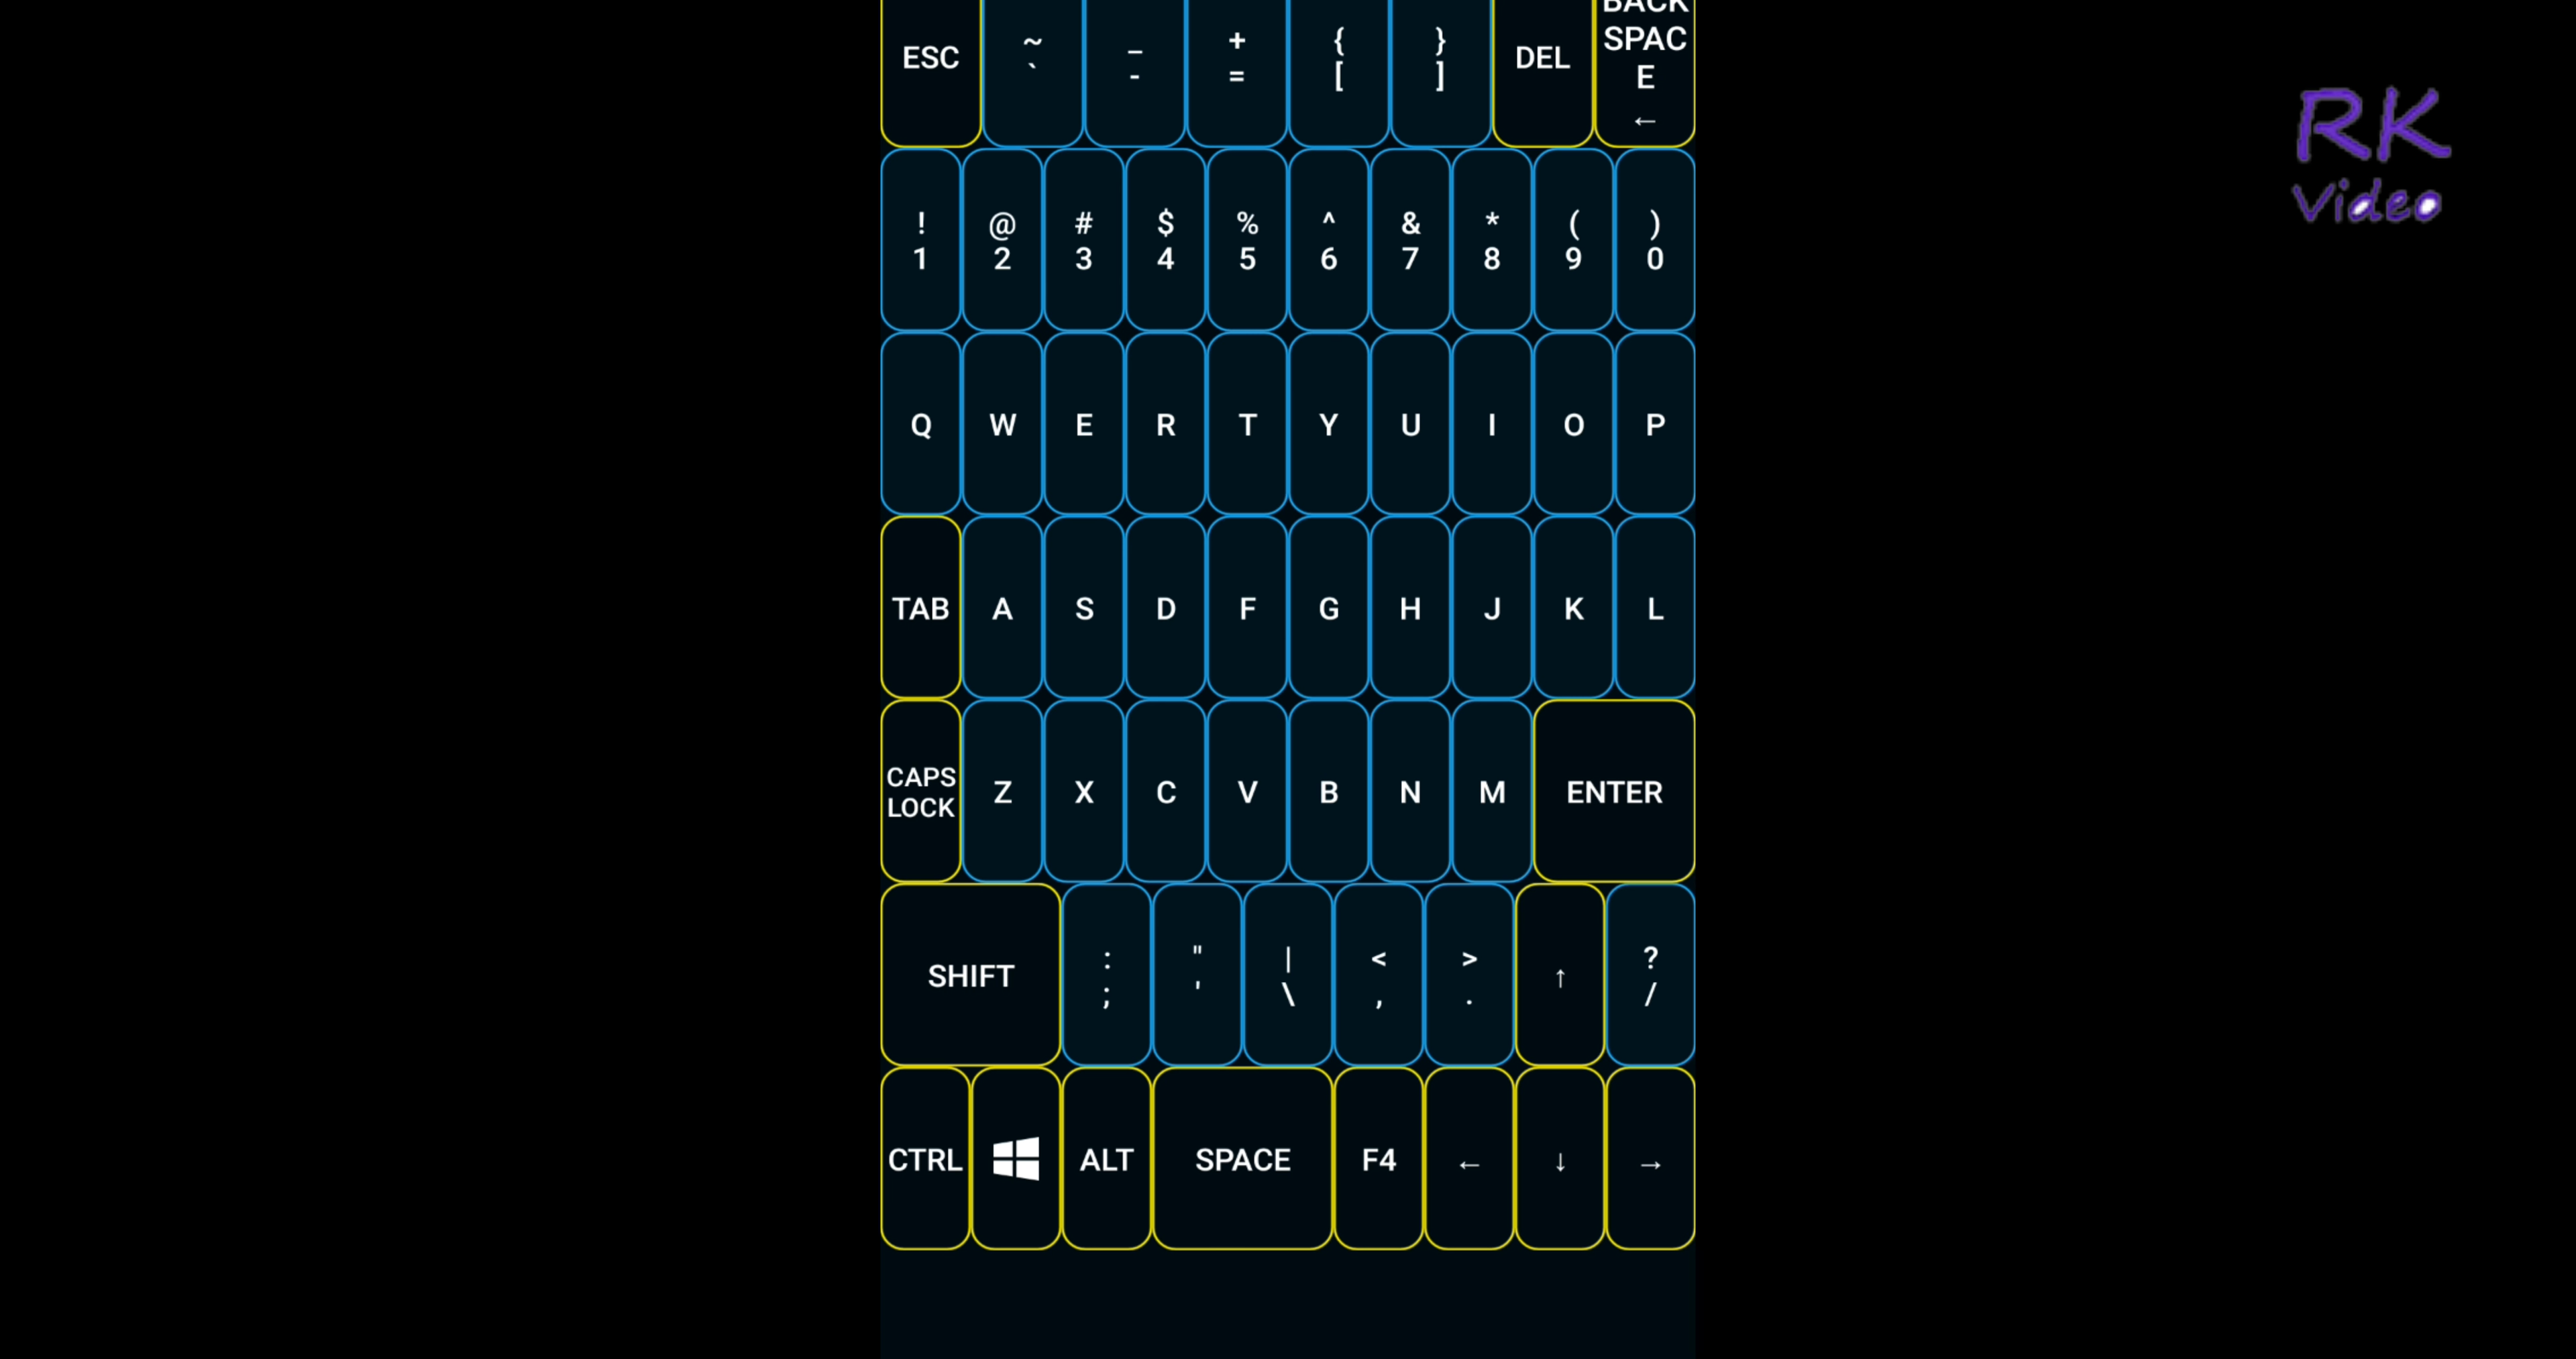 ESC ~ _ + { } DEL BACK
` - = [ ] SPAC
E
←
RK
Video
! @ # $ % ^ & * ( )
1 2 3 4 5 6 7 8 9 0
Q W E R T Y U I O P
TAB A S D F G H J K L
CAPS Z X C V B N M ENTER
LOCK
SHIFT : " | < > ↑ ?
; ' \ , . /
CTRL ALT SPACE F4 ← ↓ →